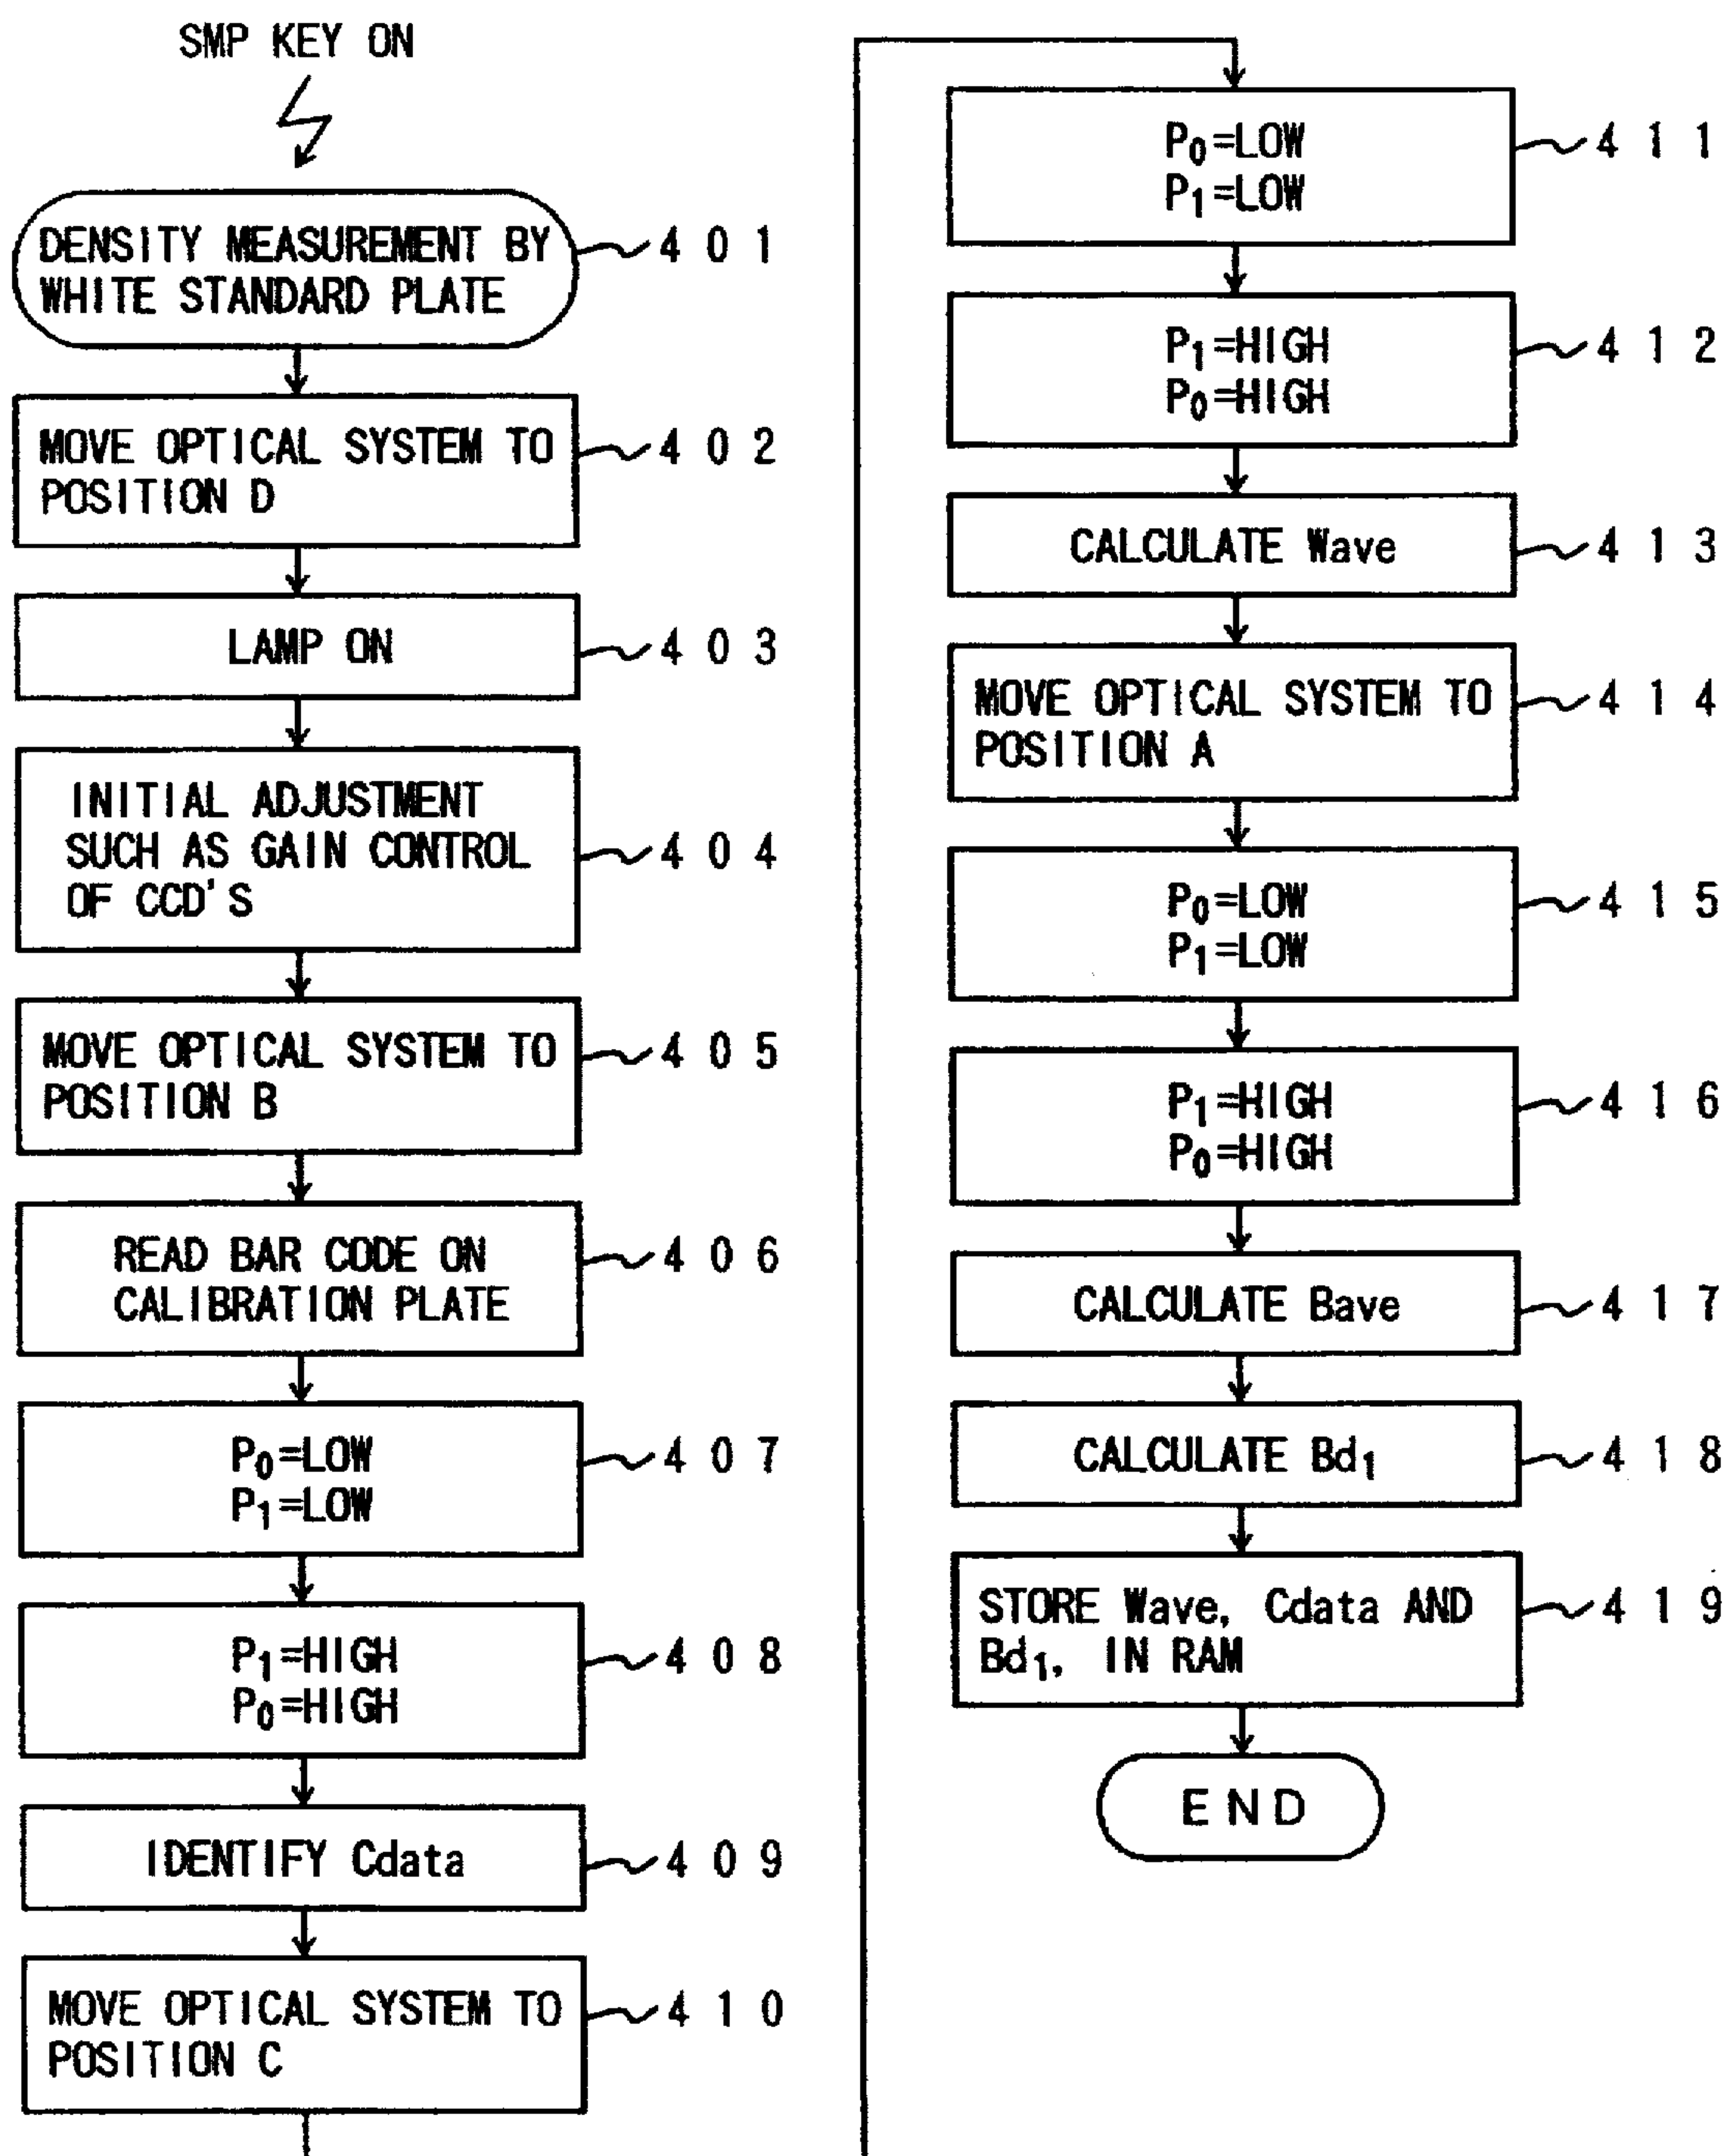 SMP KEY ON
DENSITY MEASUREMENT BY
WHITE STANDARD PLATE
401
MOVE OPTICAL SYSTEM TO
POSITION D
402
LAMP ON
403
INITIAL ADJUSTMENT
SUCH AS GAIN CONTROL
OF CCD'S
404
MOVE OPTICAL SYSTEM TO
POSITION B
405
READ BAR CODE ON
CALIBRATION PLATE
406
P₀=LOW
P₁=LOW
407
P₁=HIGH
P₀=HIGH
408
IDENTIFY Cdata
409
MOVE OPTICAL SYSTEM TO
POSITION C
410
P₀=LOW
P₁=LOW
411
P₁=HIGH
P₀=HIGH
412
CALCULATE Wave
413
MOVE OPTICAL SYSTEM TO
POSITION A
414
P₀=LOW
P₁=LOW
415
P₁=HIGH
P₀=HIGH
416
CALCULATE Bave
417
CALCULATE Bd₁
418
STORE Wave, Cdata AND
Bd₁, IN RAM
419
END